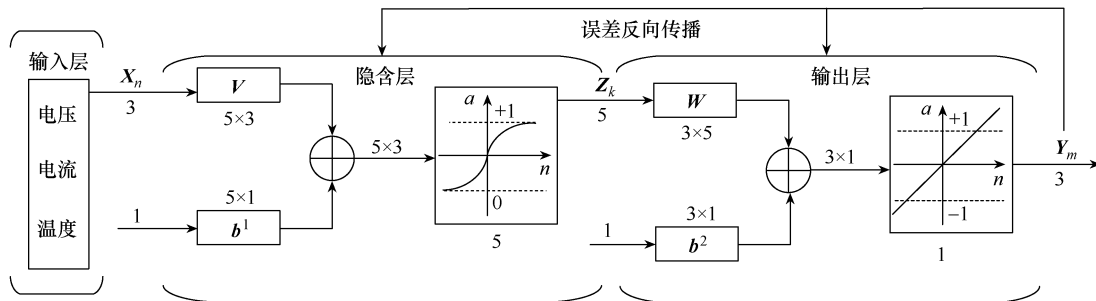 误差反向传播
输入层
电压
电流
温度
X_n
3
1
隐含层
V
5×3
5×1
b^1
5×3
a
+1
n
0
5
Z_k
5
1
输出层
W
3×5
3×1
b^2
3×1
a
+1
n
−1
1
Y_m
3